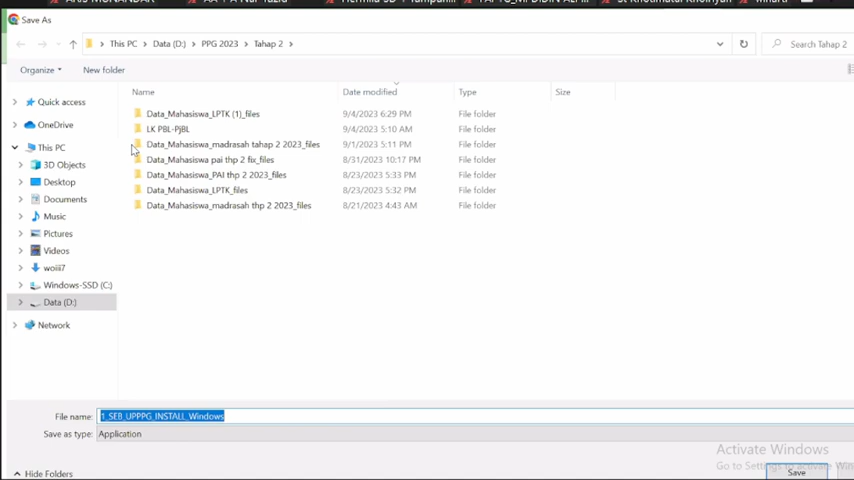 Save As
This PC > Data (D:) > PPG 2023 > Tahap 2 >
Search Tahap 2
Organize
New folder
Name
Date modified
Type
Size
Quick access
OneDrive
This PC
3D Objects
Desktop
Documents
Music
Pictures
Videos
woiii7
Windows-SSD (C:)
Data (D:)
Network
Data_Mahasiswa_LPTK (1)_files 9/4/2023 6:29 PM File folder
LK PBL-PjBL 9/4/2023 5:10 AM File folder
Data_Mahasiswa_madrasah tahap 2 2023_files 9/1/2023 5:11 PM File folder
Data_Mahasiswa pai thp 2 fix_files 8/31/2023 10:17 PM File folder
Data_Mahasiswa_PAI thp 2 2023_files 8/23/2023 5:33 PM File folder
Data_Mahasiswa_LPTK_files 8/23/2023 5:32 PM File folder
Data_Mahasiswa_madrasah thp 2 2023_files 8/21/2023 4:43 AM File folder
File name: 1_SEB_UPPPG_INSTALL_Windows
Save as type: Application
Activate Windows
Go to Settings to activate Win
Hide Folders
Save